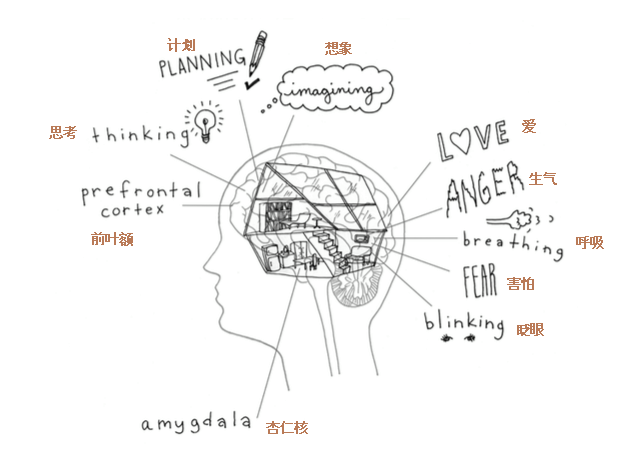 计划
PLANNING
想象
imagining
思考 thinking
prefrontal
cortex
前叶额
LOVE 爱
ANGER 生气
breathing 呼吸
FEAR 害怕
blinking 眨眼
amygdala 杏仁核